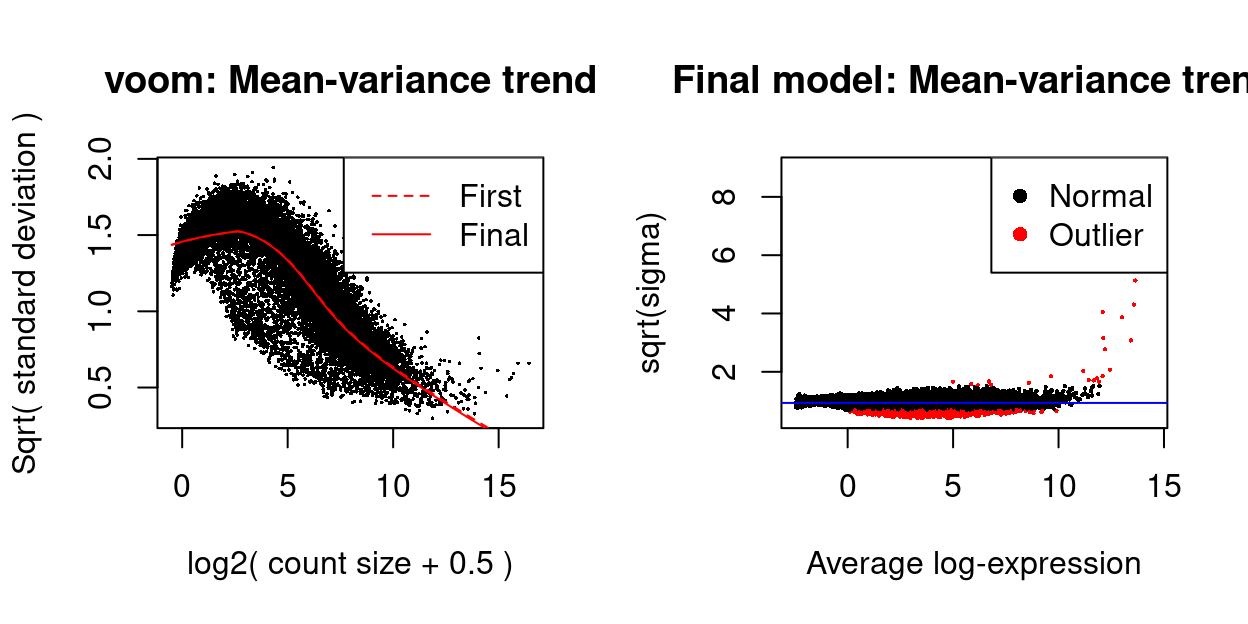 voom: Mean-variance trend
Sqrt( standard deviation )
2.0
1.5
1.0
0.5
First
Final
0 5 10 15
log2( count size + 0.5 )
Final model: Mean-variance tren
sqrt(sigma)
8
6
4
2
Normal
Outlier
0 5 10 15
Average log-expression